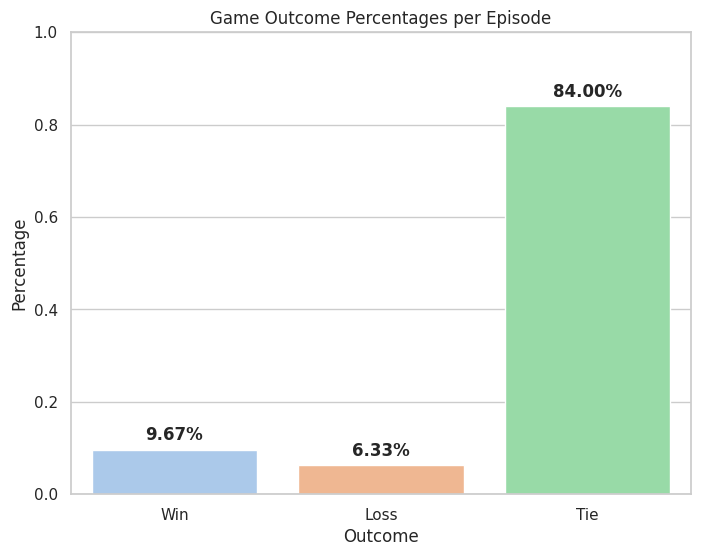 Game Outcome Percentages per Episode
1.0
0.8
0.6
0.4
0.2
0.0
Percentage
9.67%
6.33%
84.00%
Win
Loss
Tie
Outcome